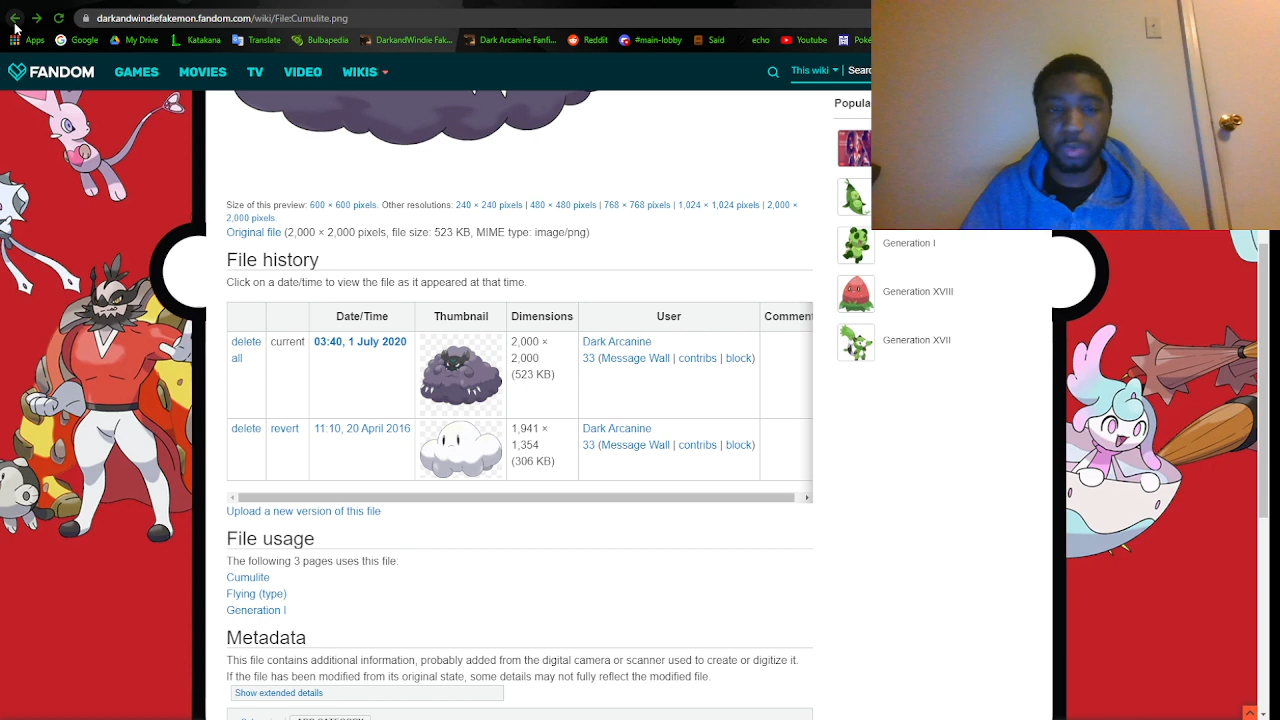 darkandwindiefakemon.fandom.com/wiki/File:Cumulite.png
Apps Google My Drive Katakana Translate Bulbapedia DarkandWindie Fak... Dark Arcanine Fanfi... Reddit #main-lobby Said echo YouTube Poké
FANDOM GAMES MOVIES TV VIDEO WIKIS This wiki Searc
Popula
Size of this preview: 600 × 600 pixels. Other resolutions: 240 × 240 pixels | 480 × 480 pixels | 768 × 768 pixels | 1,024 × 1,024 pixels | 2,000 ×
2,000 pixels.
Original file (2,000 × 2,000 pixels, file size: 523 KB, MIME type: image/png)
Generation I
File history
Click on a date/time to view the file as it appeared at that time.
Generation XVIII
Date/Time Thumbnail Dimensions User Comment
delete current 03:40, 1 July 2020 2,000 × Dark Arcanine
all 2,000 33 (Message Wall | contribs | block)
(523 KB)
Generation XVII
delete revert 11:10, 20 April 2016 1,941 × Dark Arcanine
1,354 33 (Message Wall | contribs | block)
(306 KB)
Upload a new version of this file
File usage
The following 3 pages uses this file:
Cumulite
Flying (type)
Generation I
Metadata
This file contains additional information, probably added from the digital camera or scanner used to create or digitize it.
If the file has been modified from its original state, some details may not fully reflect the modified file.
Show extended details
ADD CATEGORY